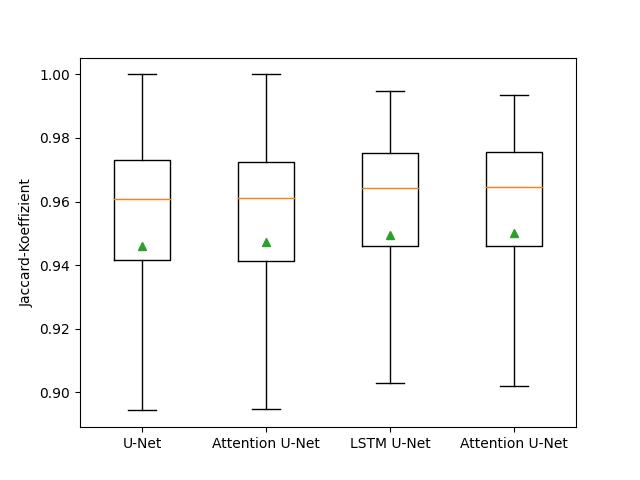 1.00
0.98
0.96
0.94
0.92
0.90
Jaccard-Koeffizient
U-Net
Attention U-Net
LSTM U-Net
Attention U-Net